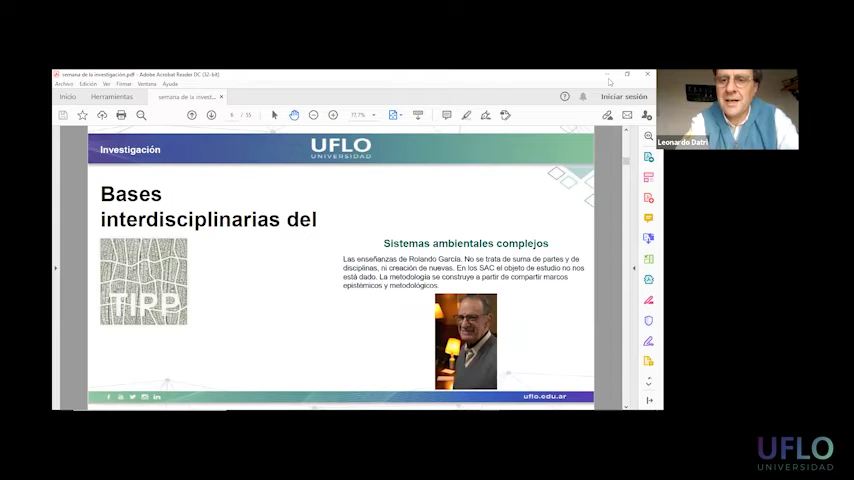 semana de la investigación.pdf - Adobe Acrobat Reader DC (32-bit)
Archivo Edición Ver Firmar Ventana Ayuda
Inicio Herramientas semana de la invest... × Iniciar sesión
6 / 55 77,7%
Investigación
UFLO
UNIVERSIDAD
Bases
interdisciplinarias del
TIRP
Sistemas ambientales complejos
Las enseñanzas de Rolando García. No se trata de suma de partes y de
disciplinas, ni creación de nuevas. En los SAC el objeto de estudio no nos
está dado. La metodología se construye a partir de compartir marcos
epistémicos y metodológicos.
uflo.edu.ar
Leonardo Datri
UFLO
UNIVERSIDAD